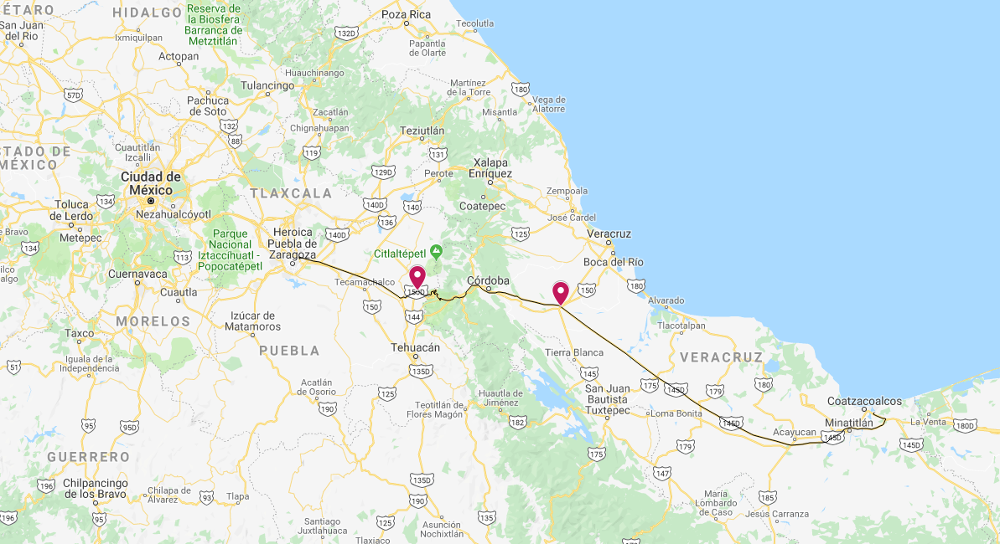 ÉTARO
HIDALGO
Reserva de
la Biosfera
Barranca de
Metztitlán
Poza Rica
Tecolutla
San Juan
del Rio
Ixmiquilpan
132D
Papantla
de Olarte
Actopan
Huauchinango
Tulancingo
Martínez
de la Torre
180
57D
Pachuca
de Soto
Vega de
Alatorre
Zacatlán
Misantla
132
Chignahuapan
Teziutlán
88
STADO DE
MÉXICO
Cuautitlán
Izcalli
119
131
Xalapa
Enríquez
Ciudad de
México
129D
Perote
TLAXCALA
Zempoala
Toluca
de Lerdo
134
140D
140
Coatepec
Nezahualcóyotl
José Cardel
136
e Bravo
Metepec
Parque
Nacional
Iztaccíhuatl -
Popocatépetl
Heroica
Puebla de
Zaragoza
140D
125
Veracruz
134
113
Citlaltépetl
Boca del Río
ilco
algo
Cuernavaca
Tecamachalco
Córdoba
150D
150
180
Cuautla
150
Alvarado
144
MORELOS
Izúcar de
Matamoros
Tlacotalpan
Taxco
PUEBLA
Tehuacán
Tierra Blanca
VERACRUZ
51
Iguala de la
Independencia
135D
145
Acatlán
de Osorio
125
Huautla de
Jiménez
San Juan
Bautista
Tuxtepec
175
145D
179
180
190
Teotitlán de
Flores Magón
Loma Bonita
Coatzacoalcos
95
95D
182
145D
Minatitlán
La Venta
180D
Acayucan
145D
145D
GUERRERO
175
179
147
196
Chilpancingo
de los Bravo
Chilapa de
Álvarez
93
Tlapa
135D
190
María
Lombardo
de Caso
185
196
95
Santiago
Juxtlahuaca
125
Asunción
Nochixtlán
135
Jesús Carranza
Tlaxiaco